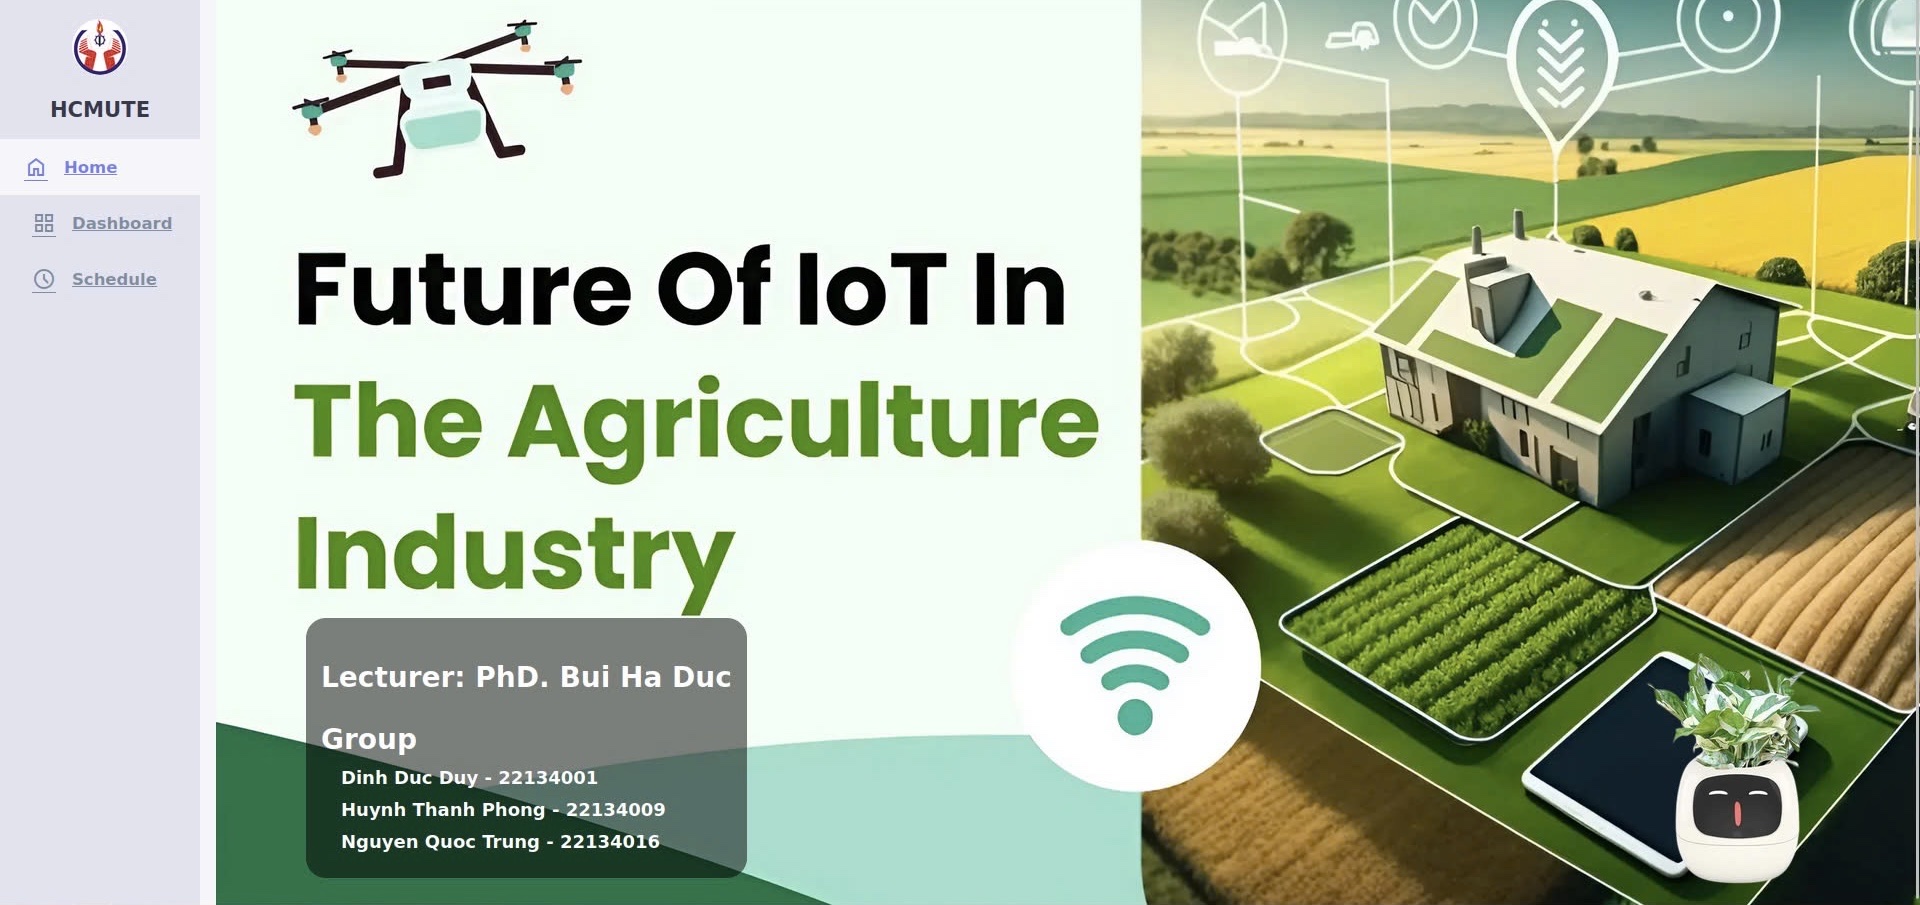 HCMUTE
Home
Dashboard
Schedule
Future Of IoT In
The Agriculture
Industry
Lecturer: PhD. Bui Ha Duc
Group
Dinh Duc Duy - 22134001
Huynh Thanh Phong - 22134009
Nguyen Quoc Trung - 22134016